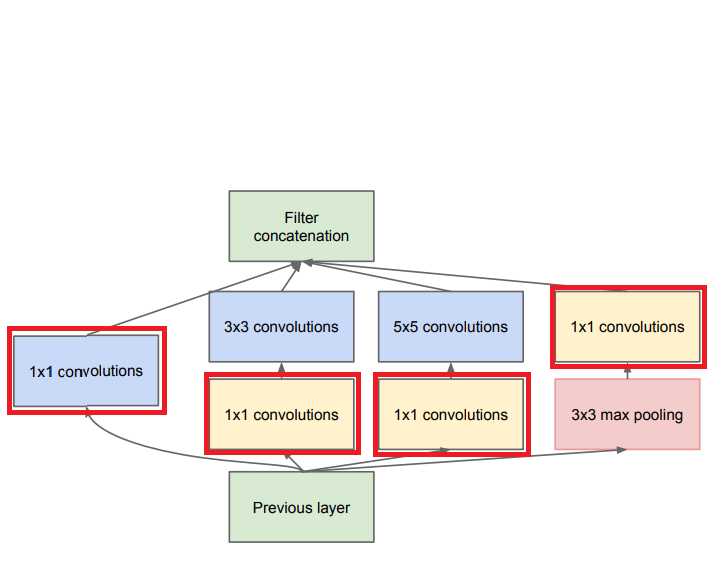 Filter
concatenation
3x3 convolutions
5x5 convolutions
1x1 convolutions
1x1 convolutions
1x1 convolutions
1x1 convolutions
3x3 max pooling
Previous layer